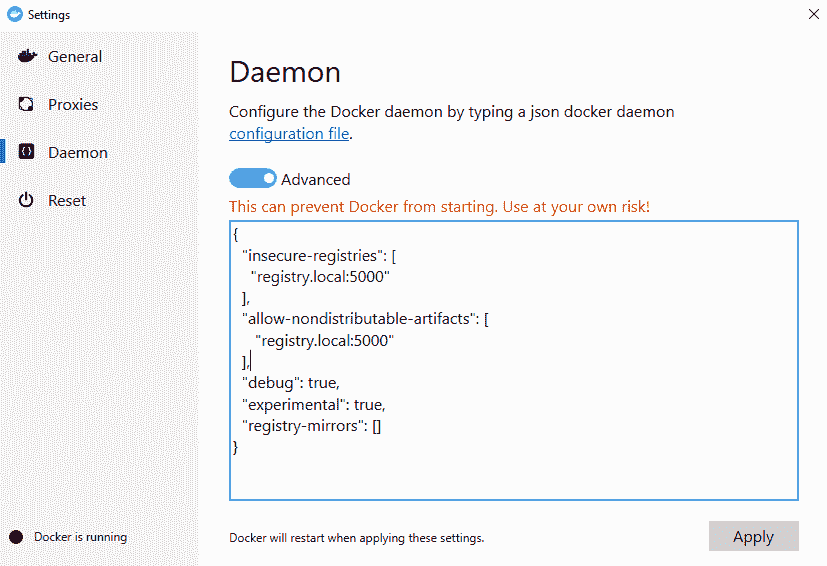 Settings
General
Proxies
Daemon
Reset
Docker is running
Daemon
Configure the Docker daemon by typing a json docker daemon
configuration file.
Advanced
This can prevent Docker from starting. Use at your own risk!
{
"insecure-registries": [
"registry.local:5000"
],
"allow-nondistributable-artifacts": [
"registry.local:5000"
],
"debug": true,
"experimental": true,
"registry-mirrors": []
}
Docker will restart when applying these settings.
Apply